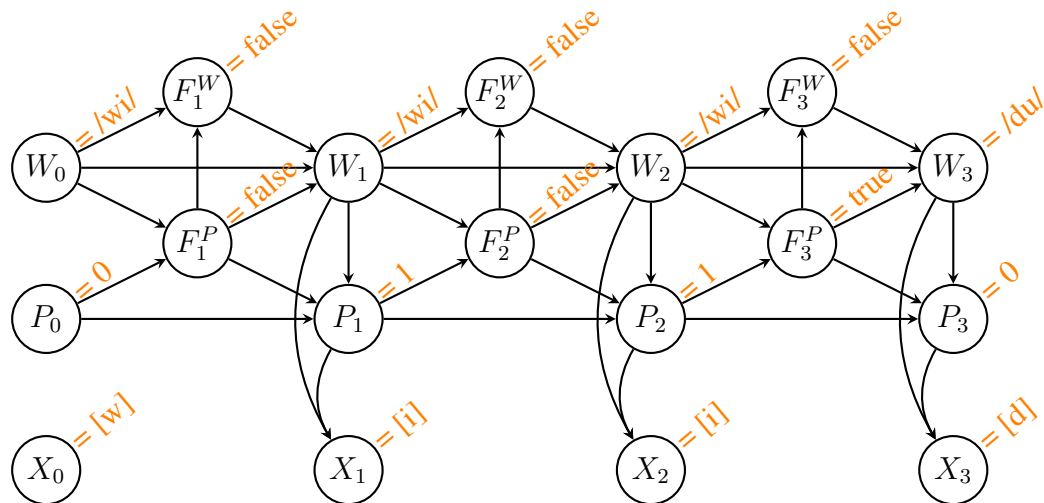 F_1^W = false F_2^W = false F_3^W = false
W_0 = /wi/ W_1 = /wi/ W_2 = /wi/ W_3 = /du/
F_1^P = false F_2^P = false F_3^P = true
P_0 = 0 P_1 = 1 P_2 = 1 P_3 = 0
X_0 = [w] X_1 = [i] X_2 = [i] X_3 = [d]